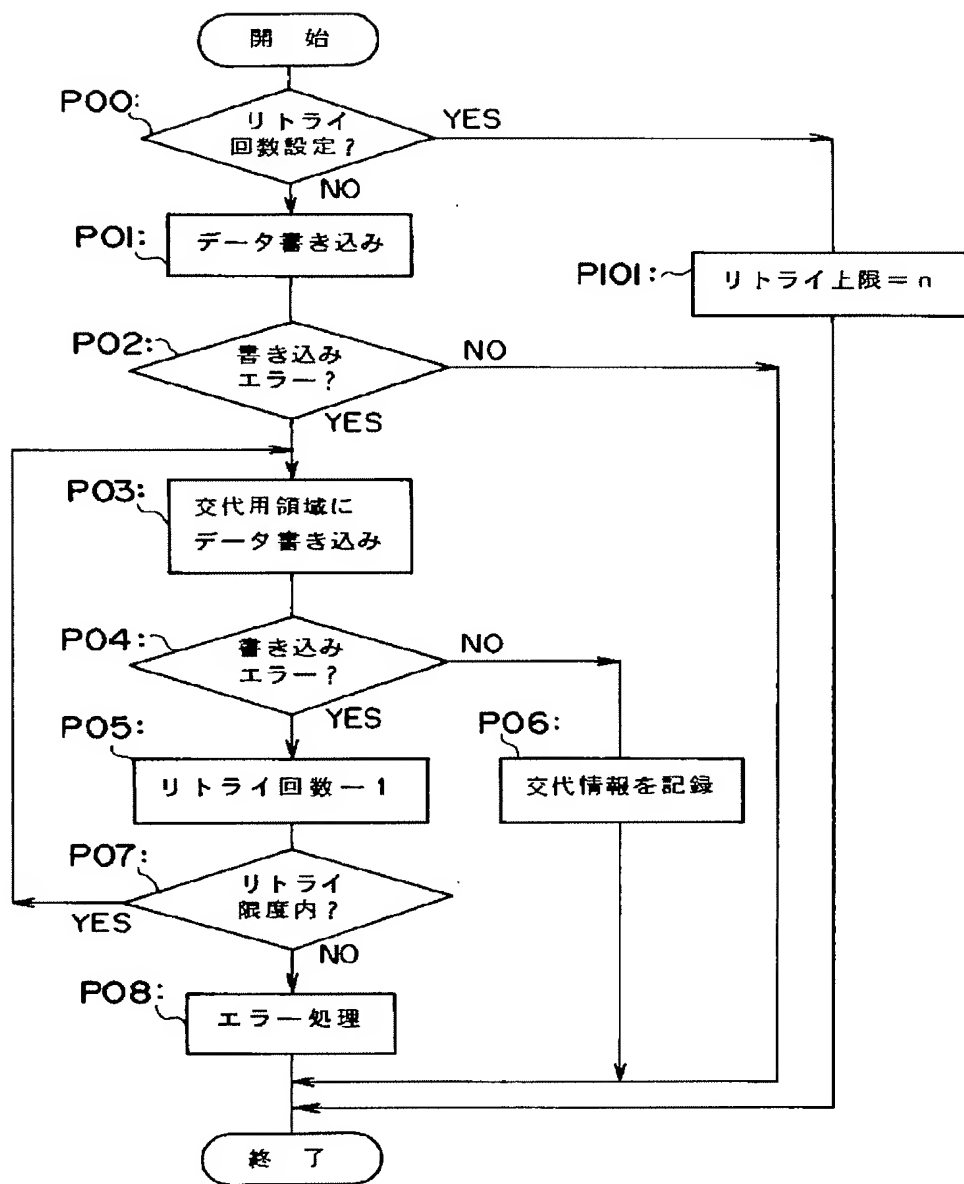 開始
P00:
リトライ
回数設定?
YES
NO
P01:
データ書き込み
P101:
リトライ上限=n
P02:
書き込み
エラー?
NO
YES
P03:
交代用領域に
データ書き込み
P04:
書き込み
エラー?
NO
YES
P05:
リトライ回数-1
P06:
交代情報を記録
P07:
リトライ
限度内?
YES
NO
P08:
エラー処理
終了